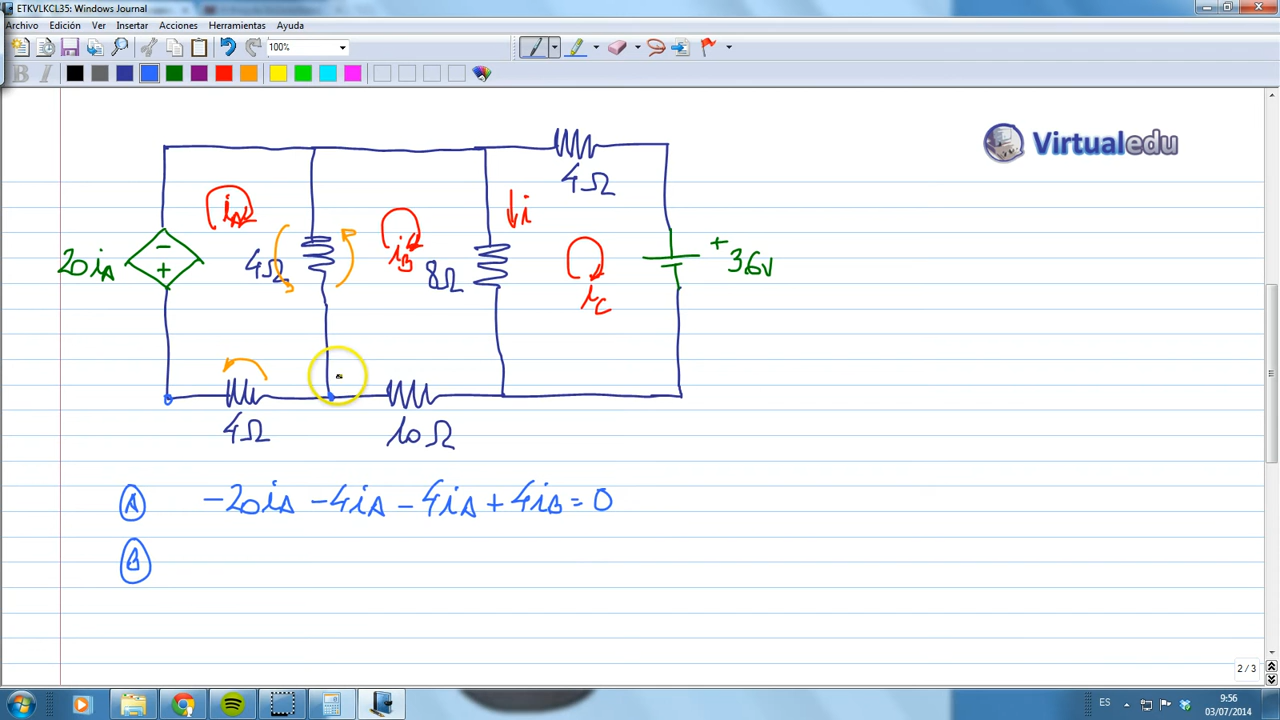 ETKVLKCL35: Windows Journal
Archivo Edición Ver Insertar Acciones Herramientas Ayuda
100%
B I
Virtualedu
4Ω
iA
i
20iA
-
+
4Ω
iB
8Ω
iC
+
36V
4Ω
10Ω
A -20iA -4iA -4iA +4iB = 0
B
2 / 3
ES
9:56
03/07/2014